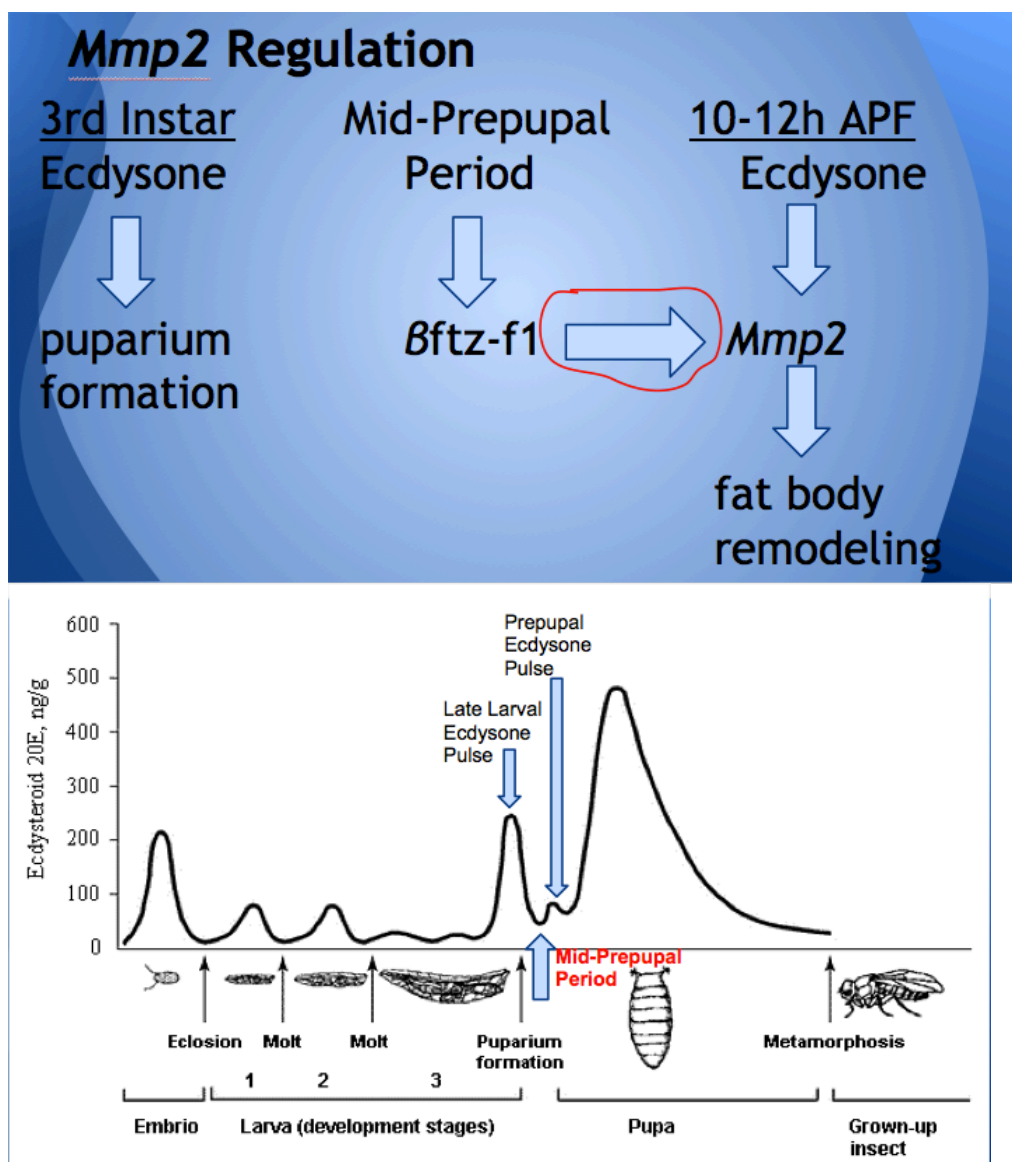 Mmp2 Regulation
3rd Instar
Ecdysone
Mid-Prepupal
Period
10-12h APF
Ecdysone
puparium
formation
Bftz-f1
Mmp2
fat body
remodeling
600
500
400
300
200
100
0
Ecdysteroid 20E, ng/g
Prepupal
Ecdysone
Pulse
Late Larval
Ecdysone
Pulse
Mid-Prepupal
Period
Eclosion
Molt
Molt
Puparium
formation
Metamorphosis
1
2
3
Embrio
Larva (development stages)
Pupa
Grown-up
insect